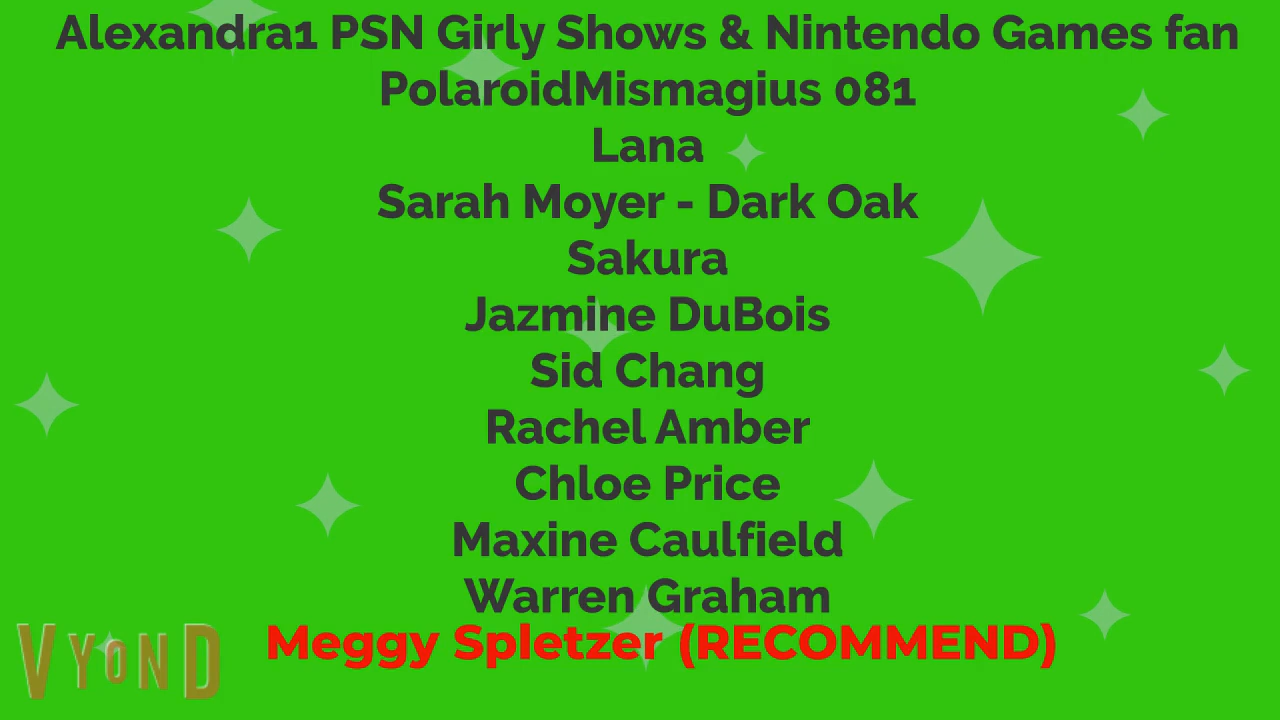 Alexandra1 PSN Girly Shows & Nintendo Games fan
PolaroidMismagius 081
Lana
Sarah Moyer - Dark Oak
Sakura
Jazmine DuBois
Sid Chang
Rachel Amber
Chloe Price
Maxine Caulfield
Warren Graham
Meggy Spletzer (RECOMMEND)
VYOND